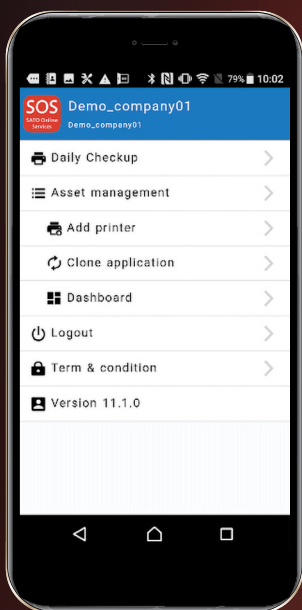 79% 10:02
SOS
SATO Online
Services
Demo_company01
Demo_company01
Daily Checkup
Asset management
Add printer
Clone application
Dashboard
Logout
Term & condition
Version 11.1.0